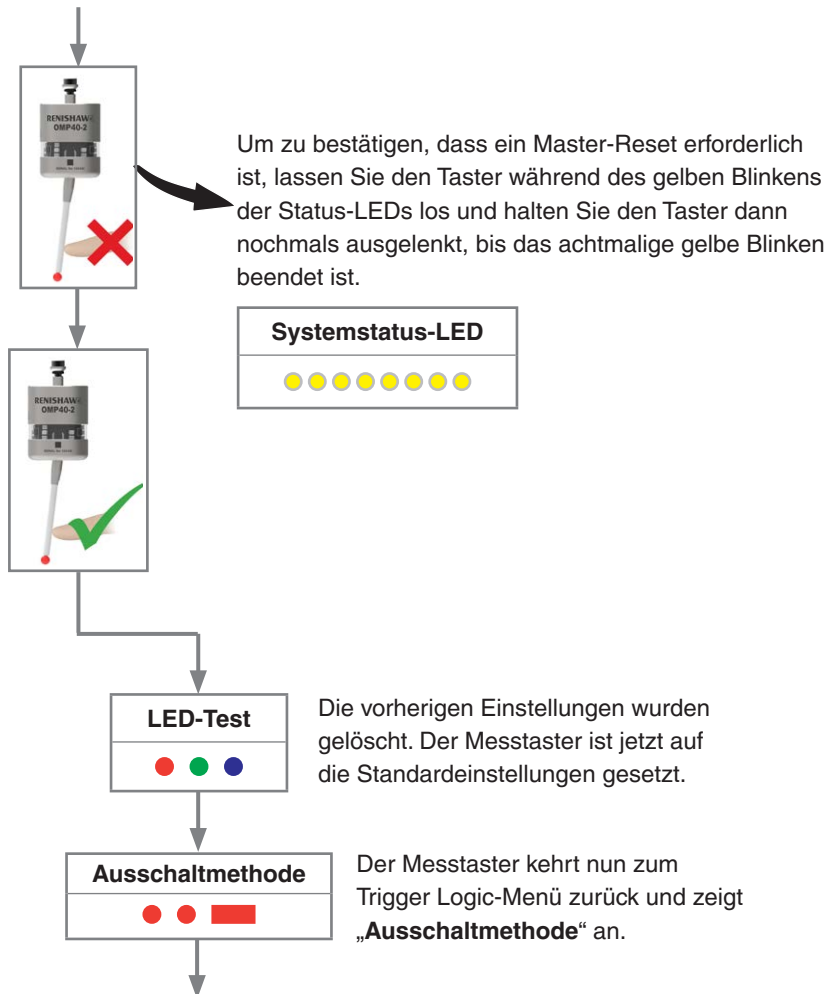 RENISHAW
OMP40-2
Um zu bestätigen, dass ein Master-Reset erforderlich
ist, lassen Sie den Taster während des gelben Blinkens
der Status-LEDs los und halten Sie den Taster dann
nochmals ausgelenkt, bis das achtmalige gelbe Blinken
beendet ist.
Systemstatus-LED
RENISHAW
OMP40-2
LED-Test
Die vorherigen Einstellungen wurden
gelöscht. Der Messtaster ist jetzt auf
die Standardeinstellungen gesetzt.
Ausschaltmethode
Der Messtaster kehrt nun zum
Trigger Logic-Menü zurück und zeigt
„Ausschaltmethode“ an.